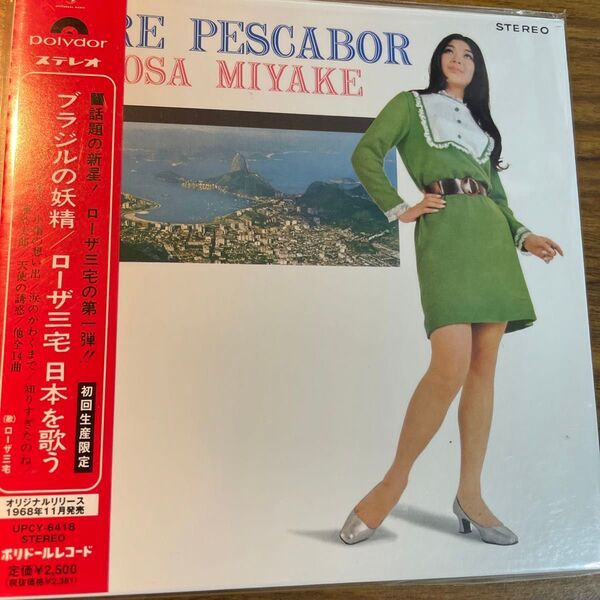 polydor
ステレオ
RE PESCABOR
OSA MIYAKE
STEREO
話題の新星! ローザ三宅の第一弾!!
ブラジルの妖精/ローザ三宅 日本を歌う
想い出/涙のかわくまで/知りすぎたのね/
天使の誘惑/他全14曲
初回生産限定
(歌)ローザ三宅
オリジナルリリース
1968年11月発売
UPCY-6418
STEREO
ポリドールレコード
定価¥2,500
(税抜価格¥2,381)